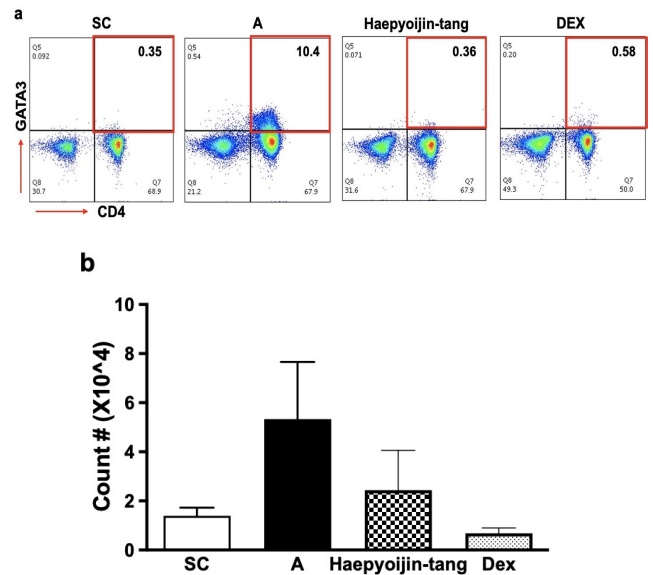 a
SC
A
Haepyoijin-tang
DEX
Q5
0.092
0.35
Q5
0.54
10.4
Q5
0.071
0.36
Q5
0.20
0.58
GATA3
Q8
30.7
Q7
68.9
Q8
21.2
Q7
67.9
Q8
31.6
Q7
67.9
Q8
49.3
Q7
50.0
CD4
b
Count # (X10^4)
10
8
6
4
2
0
SC
A
Haepyoijin-tang
Dex